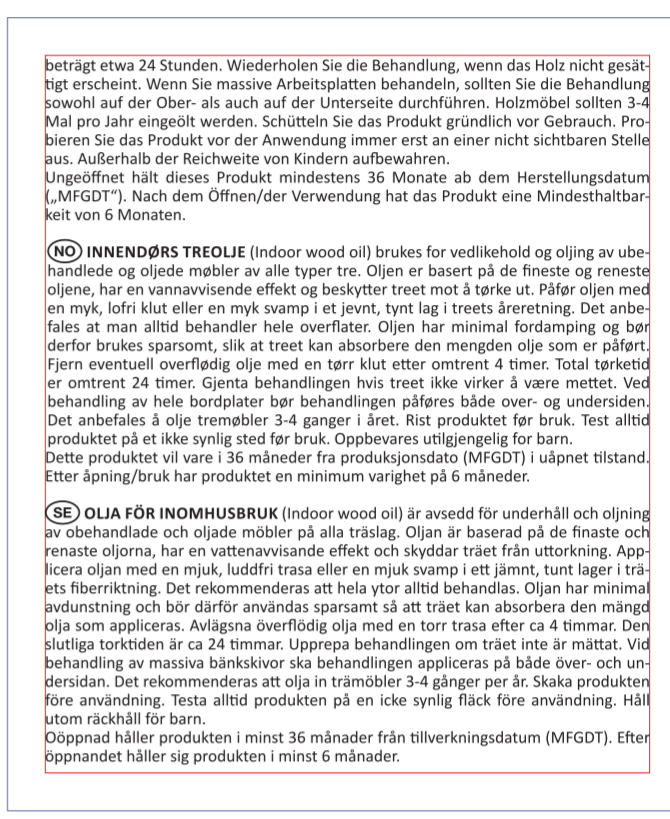 beträgt etwa 24 Stunden. Wiederholen Sie die Behandlung, wenn das Holz nicht gesät-
tigt erscheint. Wenn Sie massive Arbeitsplatten behandeln, sollten Sie die Behandlung
sowohl auf der Ober- als auch auf der Unterseite durchführen. Holzmöbel sollten 3-4
Mal pro Jahr eingeölt werden. Schütteln Sie das Produkt gründlich vor Gebrauch. Pro-
bieren Sie das Produkt vor der Anwendung immer erst an einer nicht sichtbaren Stelle
aus. Außerhalb der Reichweite von Kindern aufbewahren.
Ungeöffnet hält dieses Produkt mindestens 36 Monate ab dem Herstellungsdatum
(„MFGDT“). Nach dem Öffnen/der Verwendung hat das Produkt eine Mindesthaltbar-
keit von 6 Monaten.
NO INNENDØRS TREOLJE (Indoor wood oil) brukes for vedlikehold og oljing av ube-
handlede og oljede møbler av alle typer tre. Oljen er basert på de fineste og reneste
oljene, har en vannavvisende effekt og beskytter treet mot å tørke ut. Påfør oljen med
en myk, lofri klut eller en myk svamp i et jevnt, tynt lag i treets åreretning. Det anbe-
fales at man alltid behandler hele overflater. Oljen har minimal fordamping og bør
derfor brukes sparsomt, slik at treet kan absorbere den mengden olje som er påført.
Fjern eventuell overflødig olje med en tørr klut etter omtrent 4 timer. Total tørketid
er omtrent 24 timer. Gjenta behandlingen hvis treet ikke virker å være mettet. Ved
behandling av hele bordplater bør behandlingen påføres både over- og undersiden.
Det anbefales å olje tremøbler 3-4 ganger i året. Rist produktet før bruk. Test alltid
produktet på et ikke synlig sted før bruk. Oppbevares utilgjengelig for barn.
Dette produktet vil vare i 36 måneder fra produksjonsdato (MFGDT) i uåpnet tilstand.
Etter åpning/bruk har produktet en minimum varighet på 6 måneder.
SE OLJA FÖR INOMHUSBRUK (Indoor wood oil) är avsedd för underhåll och oljning
av obehandlade och oljade möbler på alla träslag. Oljan är baserad på de finaste och
renaste oljorna, har en vattenavvisande effekt och skyddar träet från uttorkning. App-
licera oljan med en mjuk, luddfri trasa eller en mjuk svamp i ett jämnt, tunt lager i trä-
ets fiberriktning. Det rekommenderas att hela ytor alltid behandlas. Oljan har minimal
avdunstning och bör därför användas sparsamt så att träet kan absorbera den mängd
olja som appliceras. Avlägsna överflödig olja med en torr trasa efter ca 4 timmar. Den
slutliga torktiden är ca 24 timmar. Upprepa behandlingen om träet inte är mättat. Vid
behandling av massiva bänkskivor ska behandlingen appliceras på både över- och un-
dersidan. Det rekommenderas att olja in trämöbler 3-4 gånger per år. Skaka produkten
före användning. Testa alltid produkten på en icke synlig fläck före användning. Håll
utom räckhåll för barn.
Oöppnad håller produkten i minst 36 månader från tillverkningsdatum (MFGDT). Efter
öppnandet håller sig produkten i minst 6 månader.